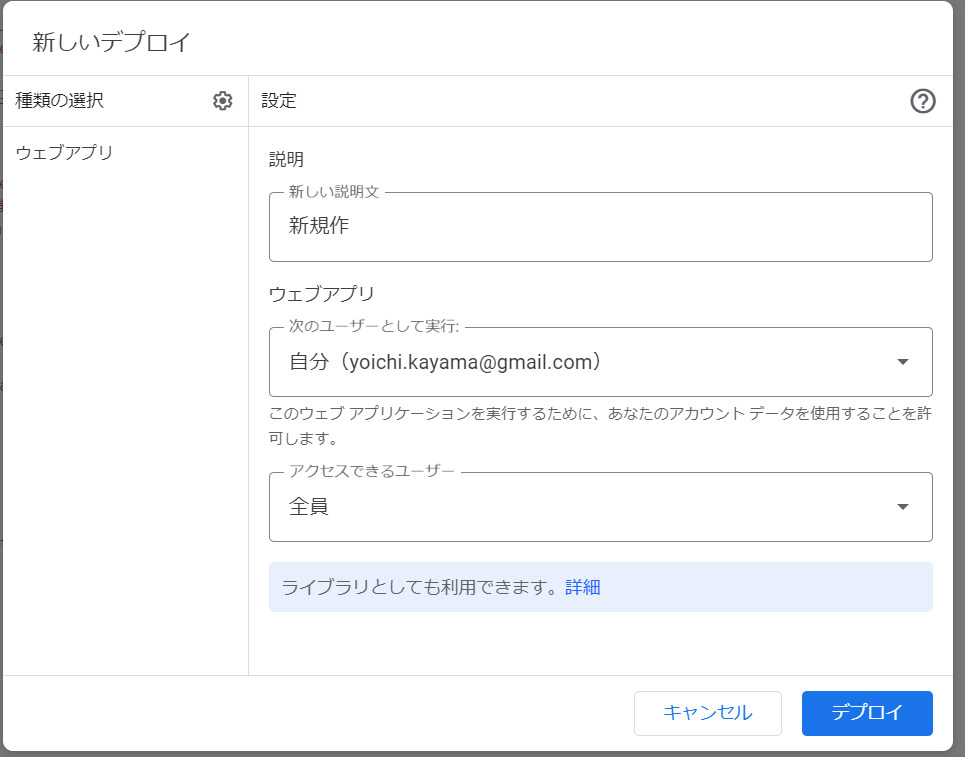 新しいデプロイ
種類の選択
設定
ウェブアプリ
説明
新しい説明文
新規作
ウェブアプリ
次のユーザーとして実行:
自分（yoichi.kayama@gmail.com）
このウェブ アプリケーションを実行するために、あなたのアカウント データを使用することを許
可します。
アクセスできるユーザー
全員
ライブラリとしても利用できます。詳細
キャンセル
デプロイ